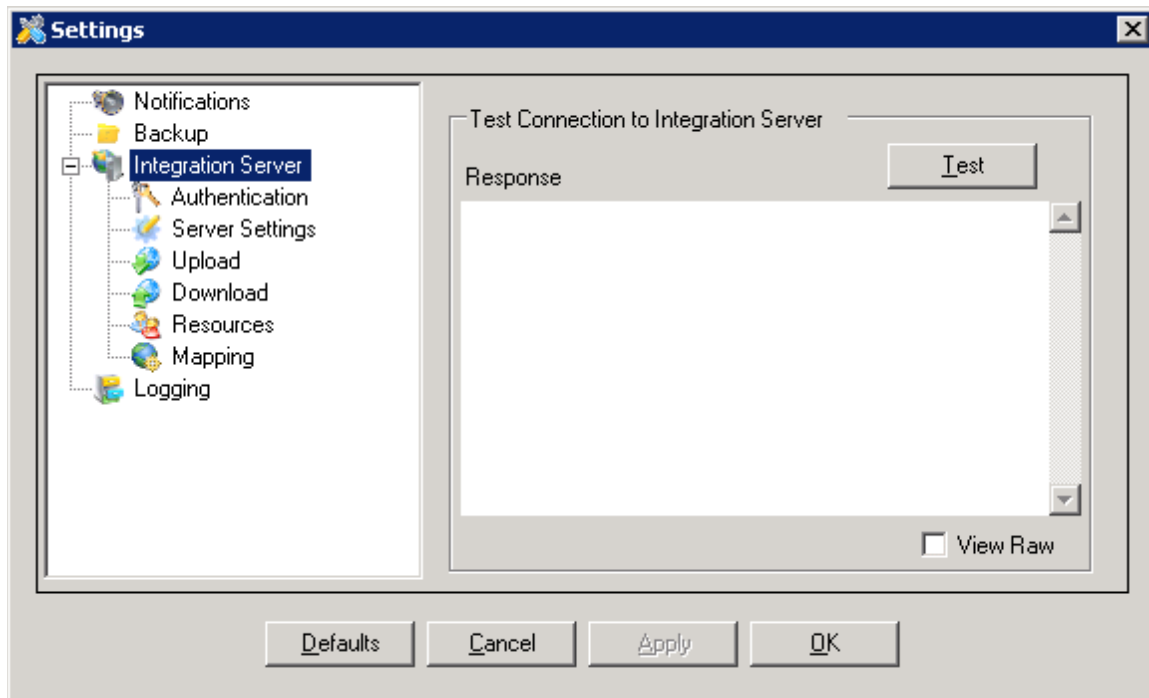 Settings
Notifications
Backup
Integration Server
Authentication
Server Settings
Upload
Download
Resources
Mapping
Logging
Test Connection to Integration Server
Test
Response
View Raw
Defaults
Cancel
Apply
OK